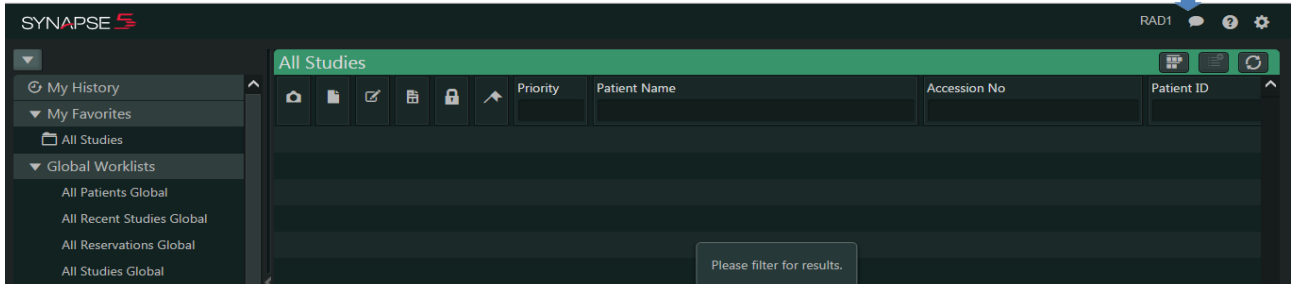 SYNAPSE 5
RAD1
All Studies
My History
My Favorites
All Studies
Global Worklists
All Patients Global
All Recent Studies Global
All Reservations Global
All Studies Global
Priority
Patient Name
Accession No
Patient ID
Please filter for results.